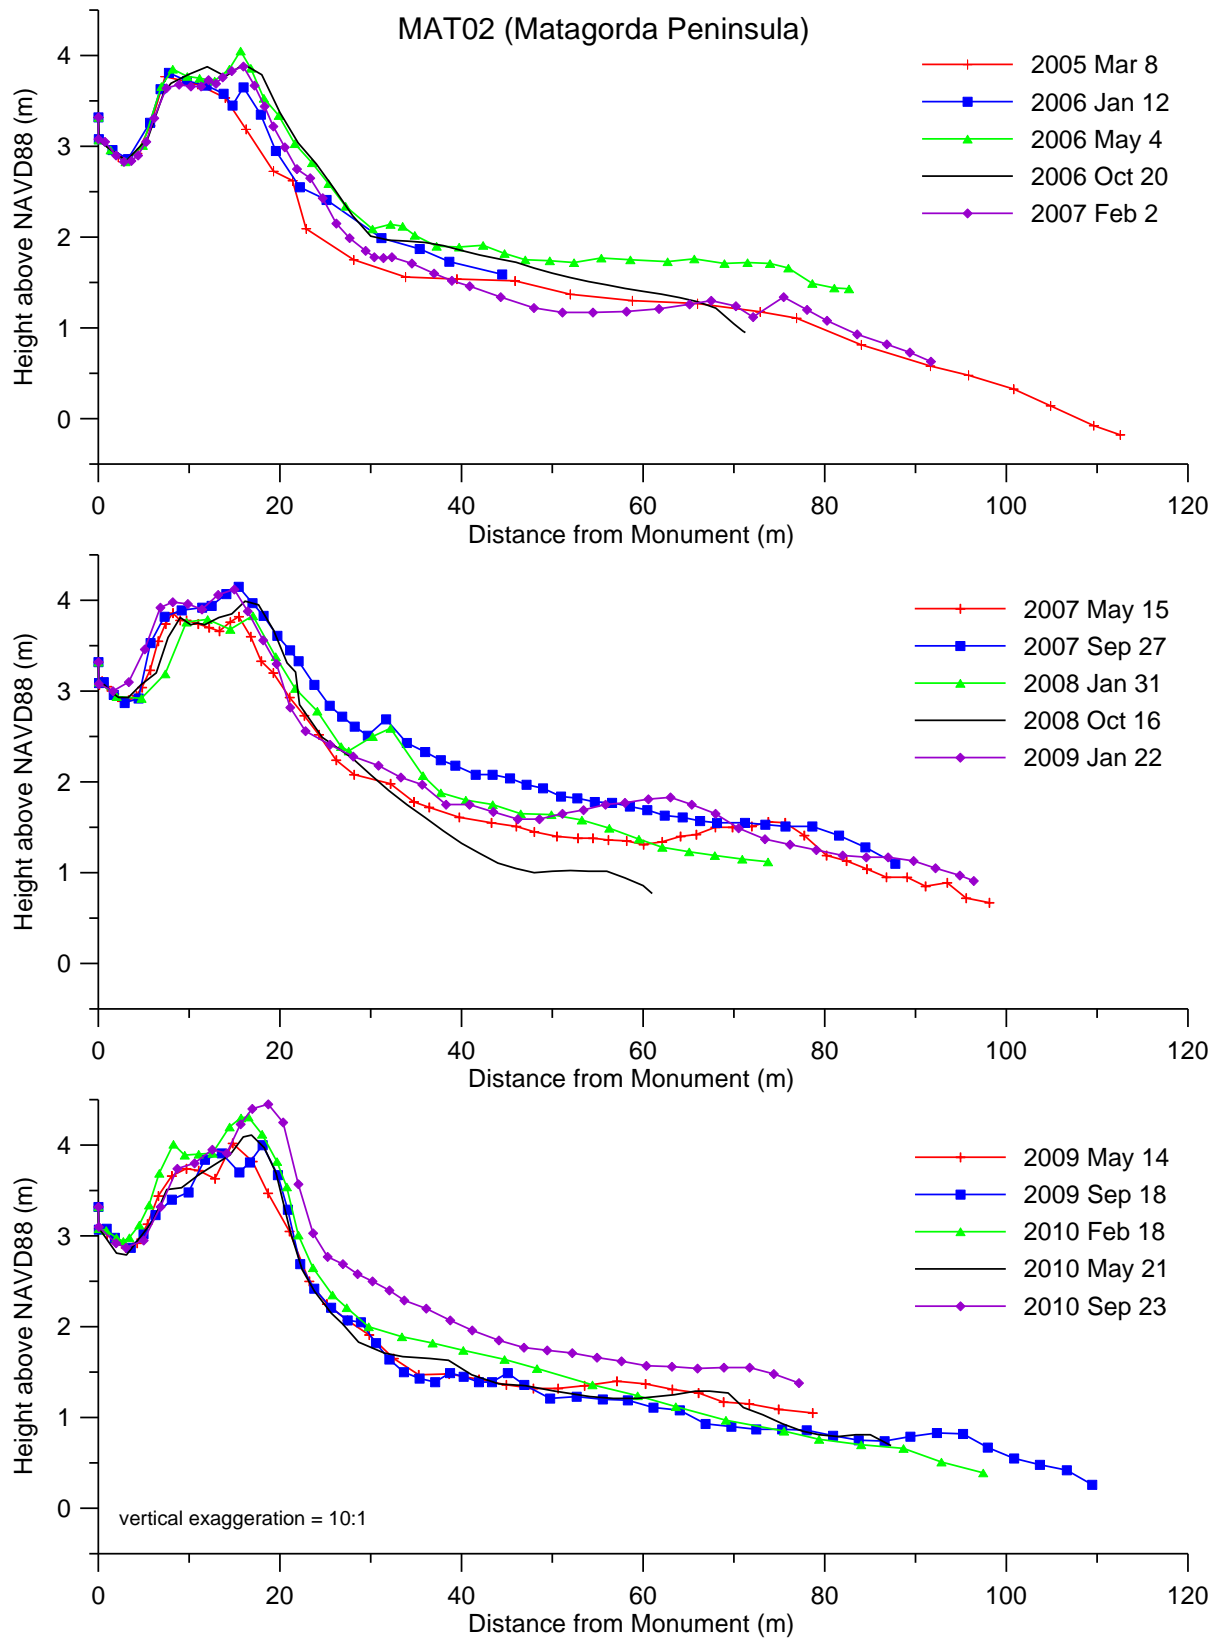 MAT02 (Matagorda Peninsula)
4
3
2
1
0
Height above NAVD88 (m)
2005 Mar 8
2006 Jan 12
2006 May 4
2006 Oct 20
2007 Feb 2
0 20 40 60 80 100 120
Distance from Monument (m)
4
3
2
1
0
Height above NAVD88 (m)
2007 May 15
2007 Sep 27
2008 Jan 31
2008 Oct 16
2009 Jan 22
0 20 40 60 80 100 120
Distance from Monument (m)
4
3
2
1
0
Height above NAVD88 (m)
2009 May 14
2009 Sep 18
2010 Feb 18
2010 May 21
2010 Sep 23
vertical exaggeration = 10:1
0 20 40 60 80 100 120
Distance from Monument (m)